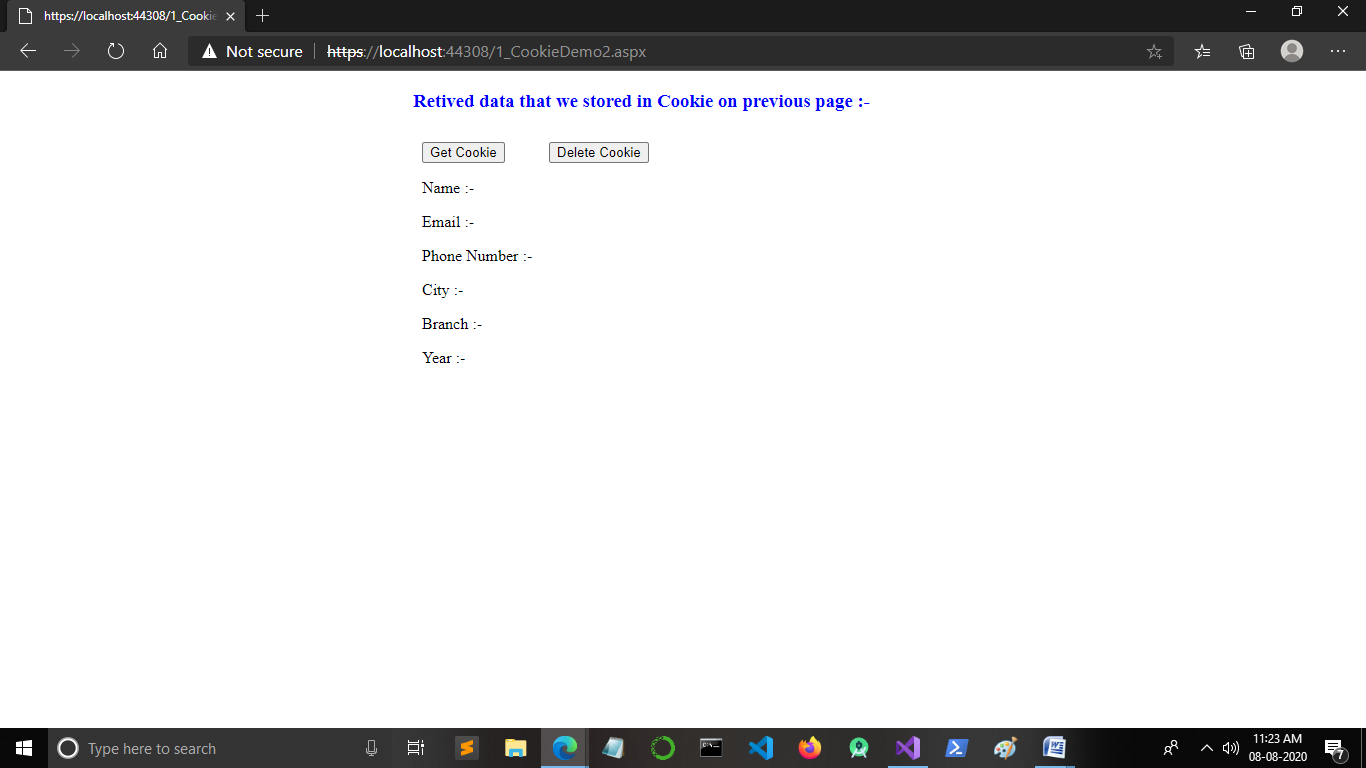 https://localhost:44308/1_Cookie
Not secure
https://localhost:44308/1_CookieDemo2.aspx
Retived data that we stored in Cookie on previous page :-
Get Cookie
Delete Cookie
Name :-
Email :-
Phone Number :-
City :-
Branch :-
Year :-
Type here to search
11:23 AM
08-08-2020
7